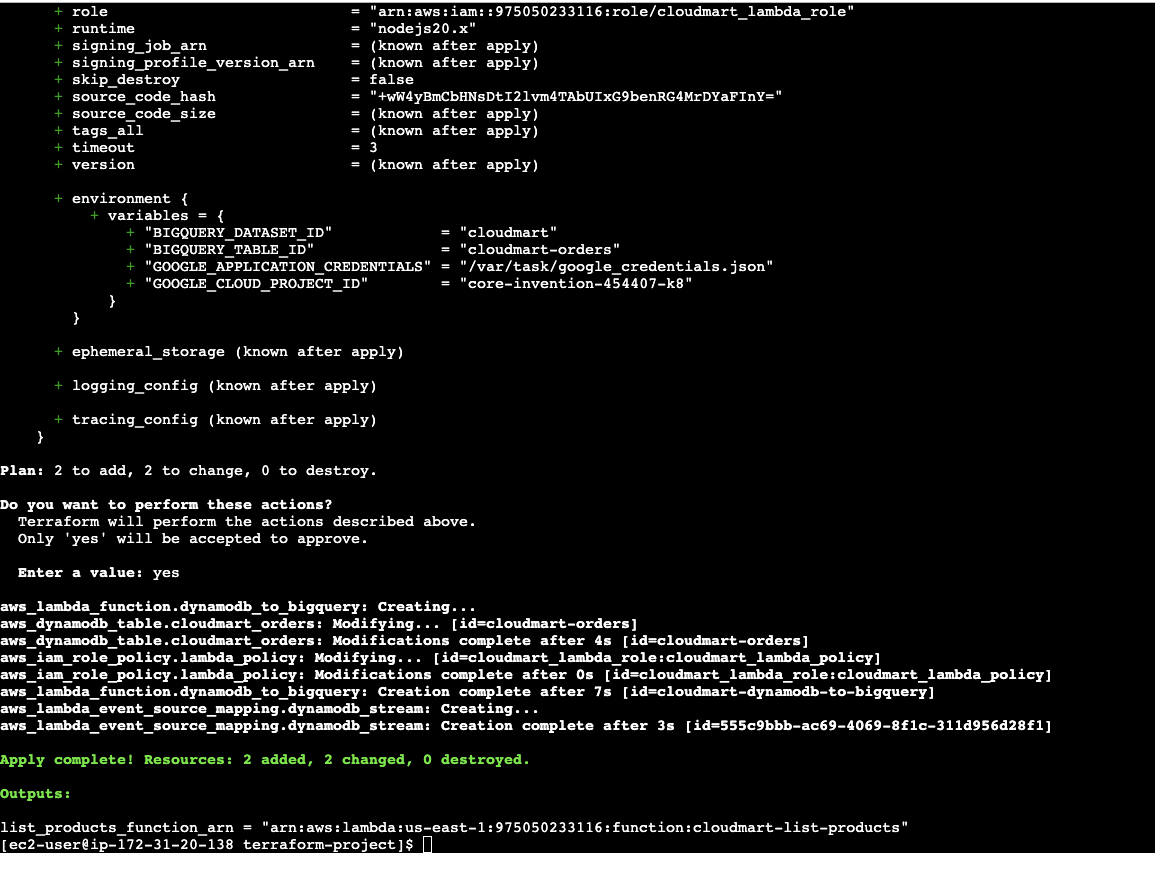 + role = "arn:aws:iam::975050233116:role/cloudmart_lambda_role"
+ runtime = "nodejs20.x"
+ signing_job_arn = (known after apply)
+ signing_profile_version_arn = (known after apply)
+ skip_destroy = false
+ source_code_hash = "+wW4yBmCbHNsDtI2lvm4TAbUIxG9benRG4MrDYaFInY="
+ source_code_size = (known after apply)
+ tags_all = (known after apply)
+ timeout = 3
+ version = (known after apply)
+ environment {
+ variables = {
+ "BIGQUERY_DATASET_ID" = "cloudmart"
+ "BIGQUERY_TABLE_ID" = "cloudmart-orders"
+ "GOOGLE_APPLICATION_CREDENTIALS" = "/var/task/google_credentials.json"
+ "GOOGLE_CLOUD_PROJECT_ID" = "core-invention-454407-k8"
}
}
+ ephemeral_storage (known after apply)
+ logging_config (known after apply)
+ tracing_config (known after apply)
}
Plan: 2 to add, 2 to change, 0 to destroy.
Do you want to perform these actions?
Terraform will perform the actions described above.
Only 'yes' will be accepted to approve.
Enter a value: yes
aws_lambda_function.dynamodb_to_bigquery: Creating...
aws_dynamodb_table.cloudmart_orders: Modifying... [id=cloudmart-orders]
aws_dynamodb_table.cloudmart_orders: Modifications complete after 4s [id=cloudmart-orders]
aws_iam_role_policy.lambda_policy: Modifying... [id=cloudmart_lambda_role:cloudmart_lambda_policy]
aws_iam_role_policy.lambda_policy: Modifications complete after 0s [id=cloudmart_lambda_role:cloudmart_lambda_policy]
aws_lambda_function.dynamodb_to_bigquery: Creation complete after 7s [id=cloudmart-dynamodb-to-bigquery]
aws_lambda_event_source_mapping.dynamodb_stream: Creating...
aws_lambda_event_source_mapping.dynamodb_stream: Creation complete after 3s [id=555c9bbb-ac69-4069-8f1c-311d956d28f1]
Apply complete! Resources: 2 added, 2 changed, 0 destroyed.
Outputs:
list_products_function_arn = "arn:aws:lambda:us-east-1:975050233116:function:cloudmart-list-products"
[ec2-user@ip-172-31-20-138 terraform-project]$